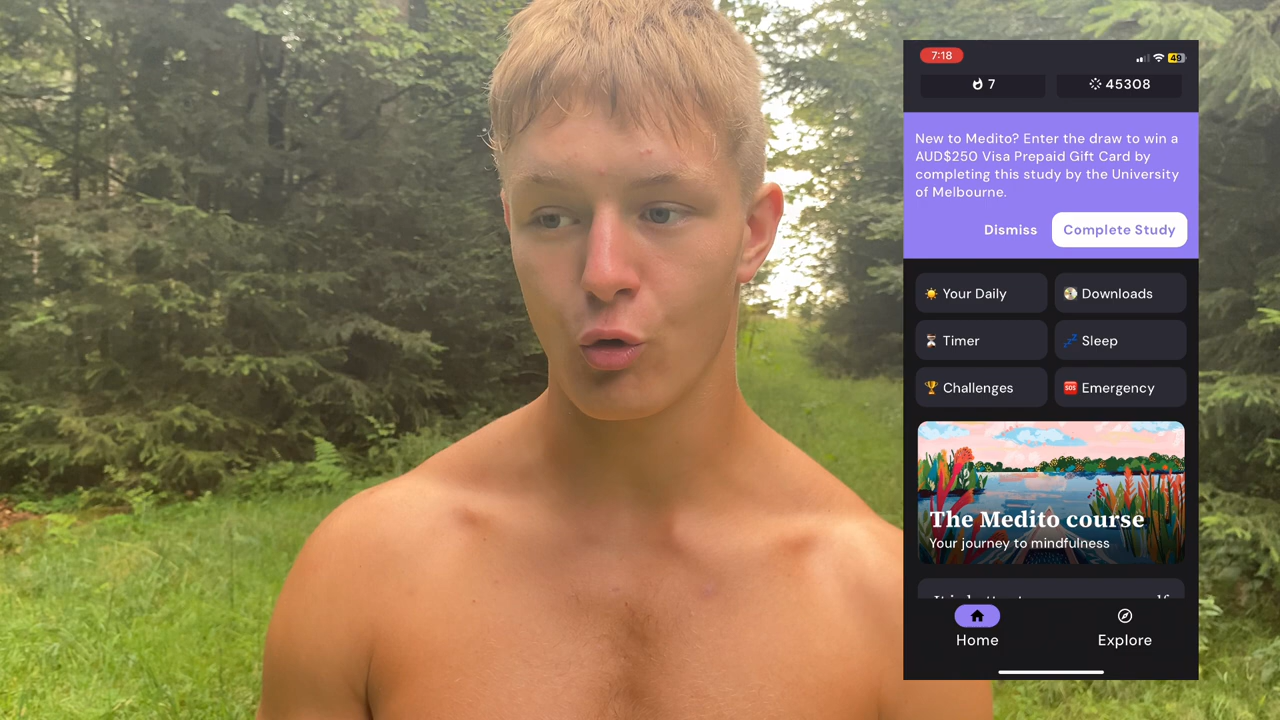 7:18
49
7
45308
New to Medito? Enter the draw to win a
AUD$250 Visa Prepaid Gift Card by
completing this study by the University
of Melbourne.
Dismiss
Complete Study
Your Daily
Downloads
Timer
Sleep
Challenges
SOS
Emergency
The Medito course
Your journey to mindfulness
Home
Explore